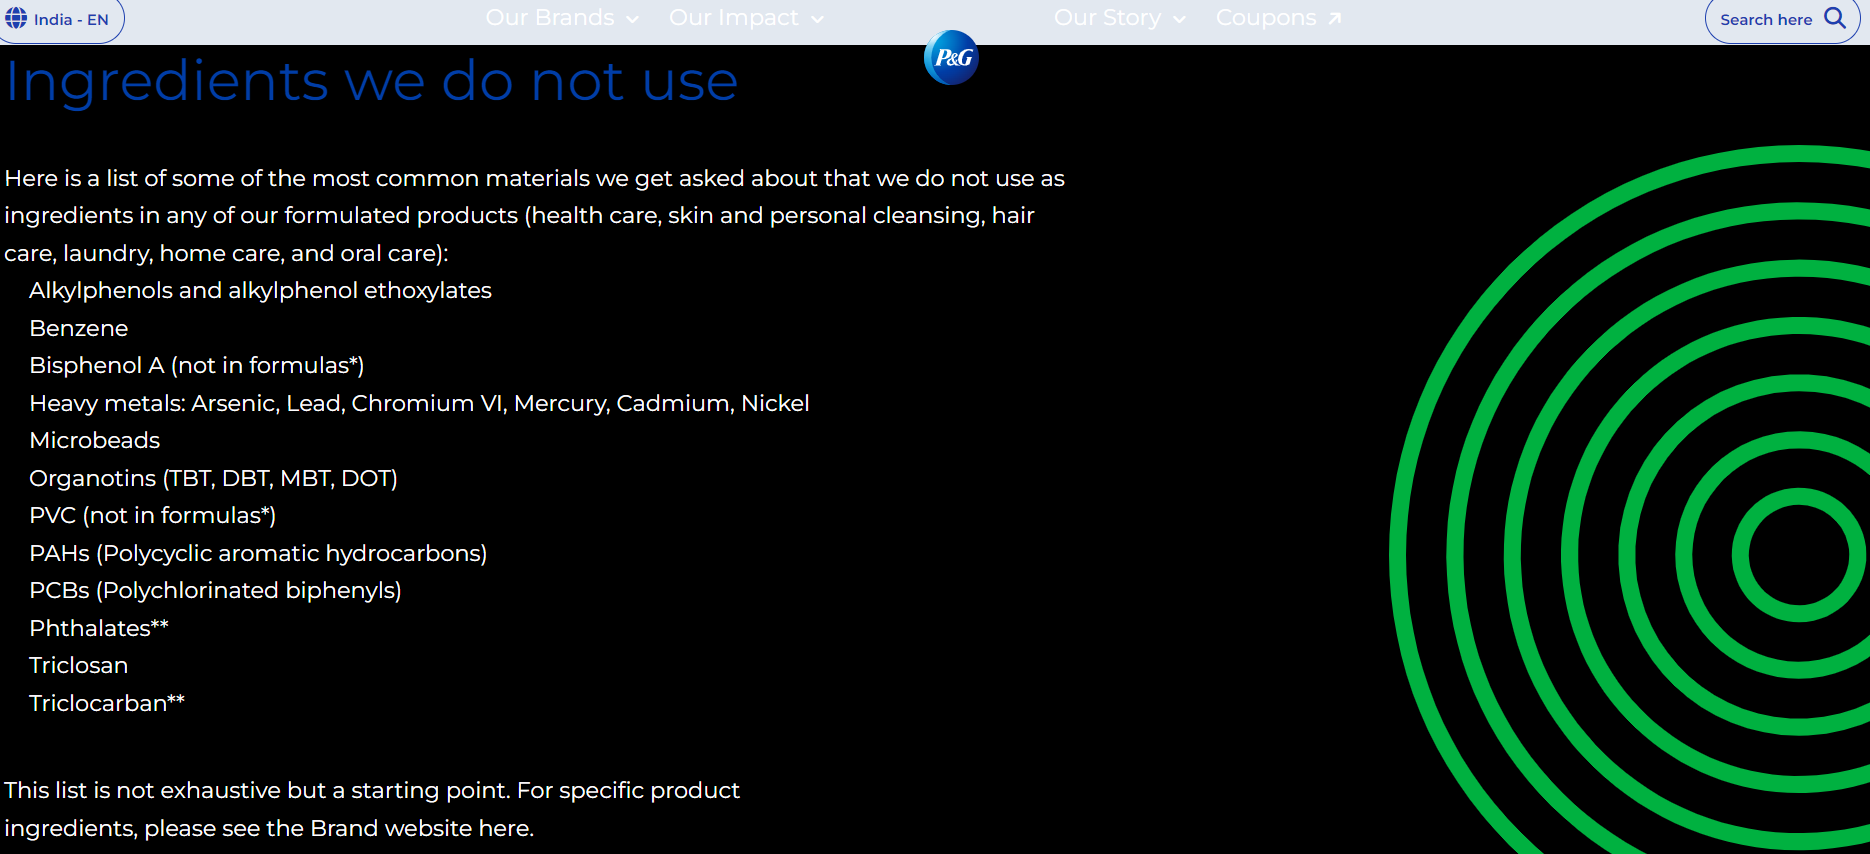 India - EN
Our Brands
Our Impact
P&G
Our Story
Coupons
Search here
Ingredients we do not use
Here is a list of some of the most common materials we get asked about that we do not use as
ingredients in any of our formulated products (health care, skin and personal cleansing, hair
care, laundry, home care, and oral care):
Alkylphenols and alkylphenol ethoxylates
Benzene
Bisphenol A (not in formulas*)
Heavy metals: Arsenic, Lead, Chromium VI, Mercury, Cadmium, Nickel
Microbeads
Organotins (TBT, DBT, MBT, DOT)
PVC (not in formulas*)
PAHs (Polycyclic aromatic hydrocarbons)
PCBs (Polychlorinated biphenyls)
Phthalates**
Triclosan
Triclocarban**
This list is not exhaustive but a starting point. For specific product
ingredients, please see the Brand website here.